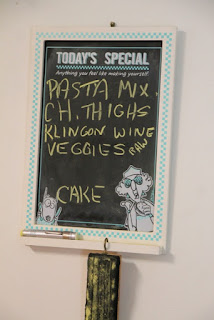 TODAY'S SPECIAL
Anything you feel like making yourself.
PASTA MIX.
CH. THIGHS
KLINGON WINE
VEGGIES RAW
CAKE